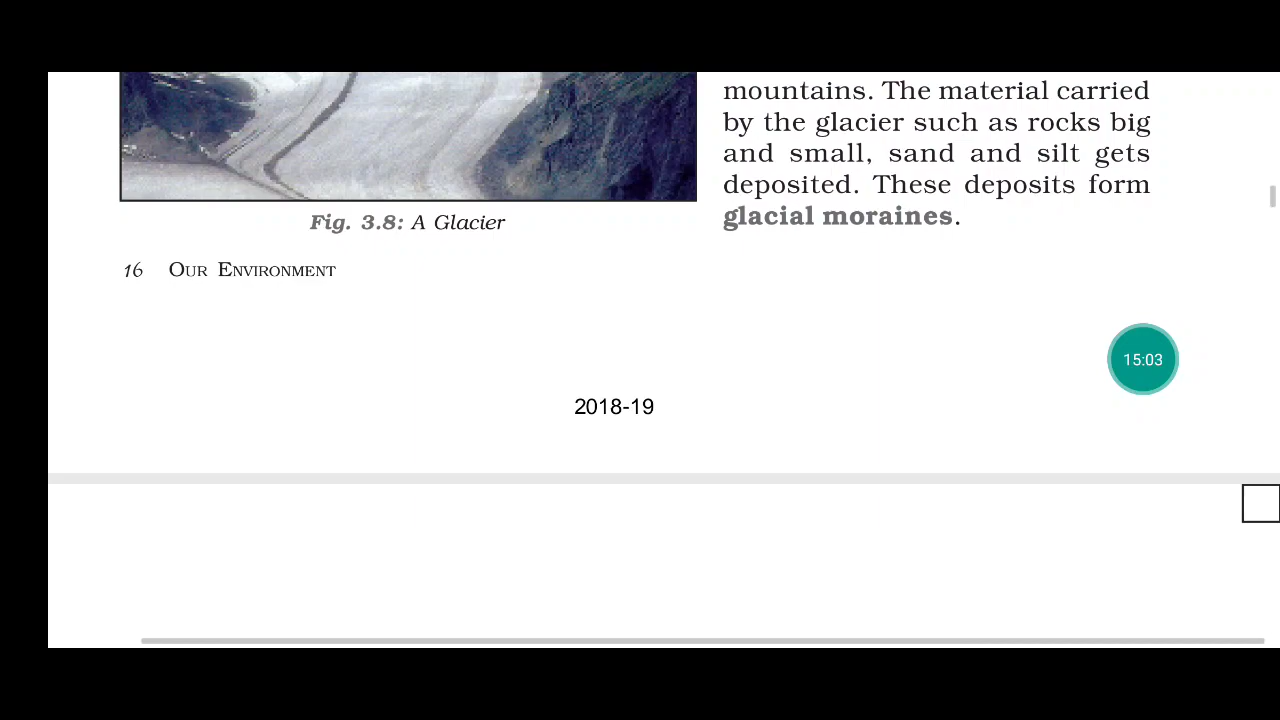 mountains. The material carried
by the glacier such as rocks big
and small, sand and silt gets
deposited. These deposits form
glacial moraines.
Fig. 3.8: A Glacier
16 OUR ENVIRONMENT
15:03
2018-19